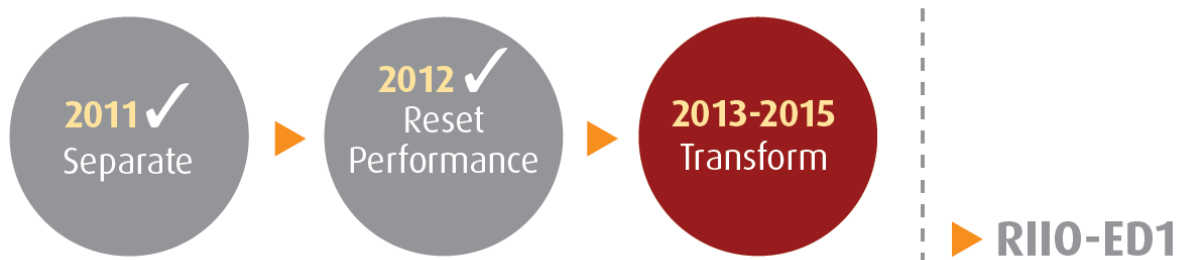 2011 ✓
Separate
2012 ✓
Reset
Performance
2013-2015
Transform
RIIO-ED1